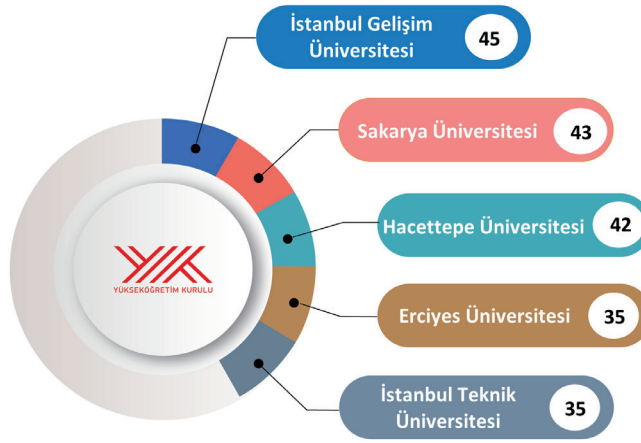 İstanbul Gelişim
Üniversitesi
45
Sakarya Üniversitesi
43
Hacettepe Üniversitesi
42
YÜKSEKÖĞRETİM KURULU
Erciyes Üniversitesi
35
İstanbul Teknik
Üniversitesi
35